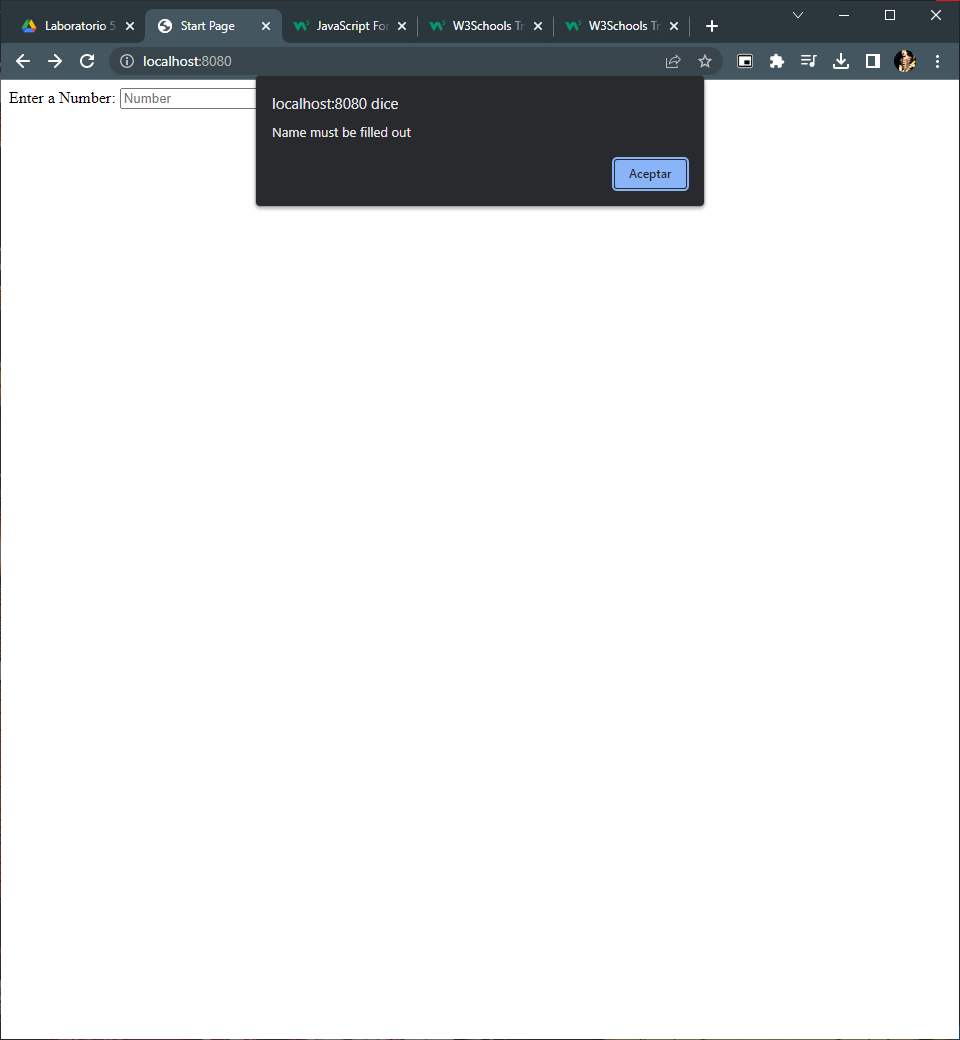 Laboratorio 5
Start Page
JavaScript For
W3Schools Tr
W3Schools Tr
localhost:8080
Enter a Number: Number
localhost:8080 dice
Name must be filled out
Aceptar